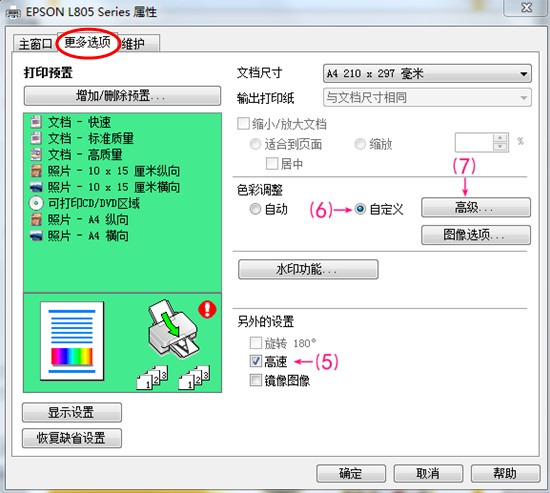 EPSON L805 Series 属性
主窗口 更多选项 维护
打印预置
增加/删除预置...
文档 - 快速
文档 - 标准质量
文档 - 高质量
照片 - 10 x 15 厘米纵向
照片 - 10 x 15 厘米横向
可打印CD/DVD区域
照片 - A4 纵向
照片 - A4 横向
1 2 3 1 2 3
显示设置
恢复缺省设置
文档尺寸 A4 210 x 297 毫米
输出打印纸 与文档尺寸相同
缩小/放大文档
适合到页面 缩放 %
居中
(7)
色彩调整
自动 (6) 自定义 高级...
图像选项...
水印功能...
另外的设置
旋转 180°
高速 (5)
镜像图像
确定 取消 帮助